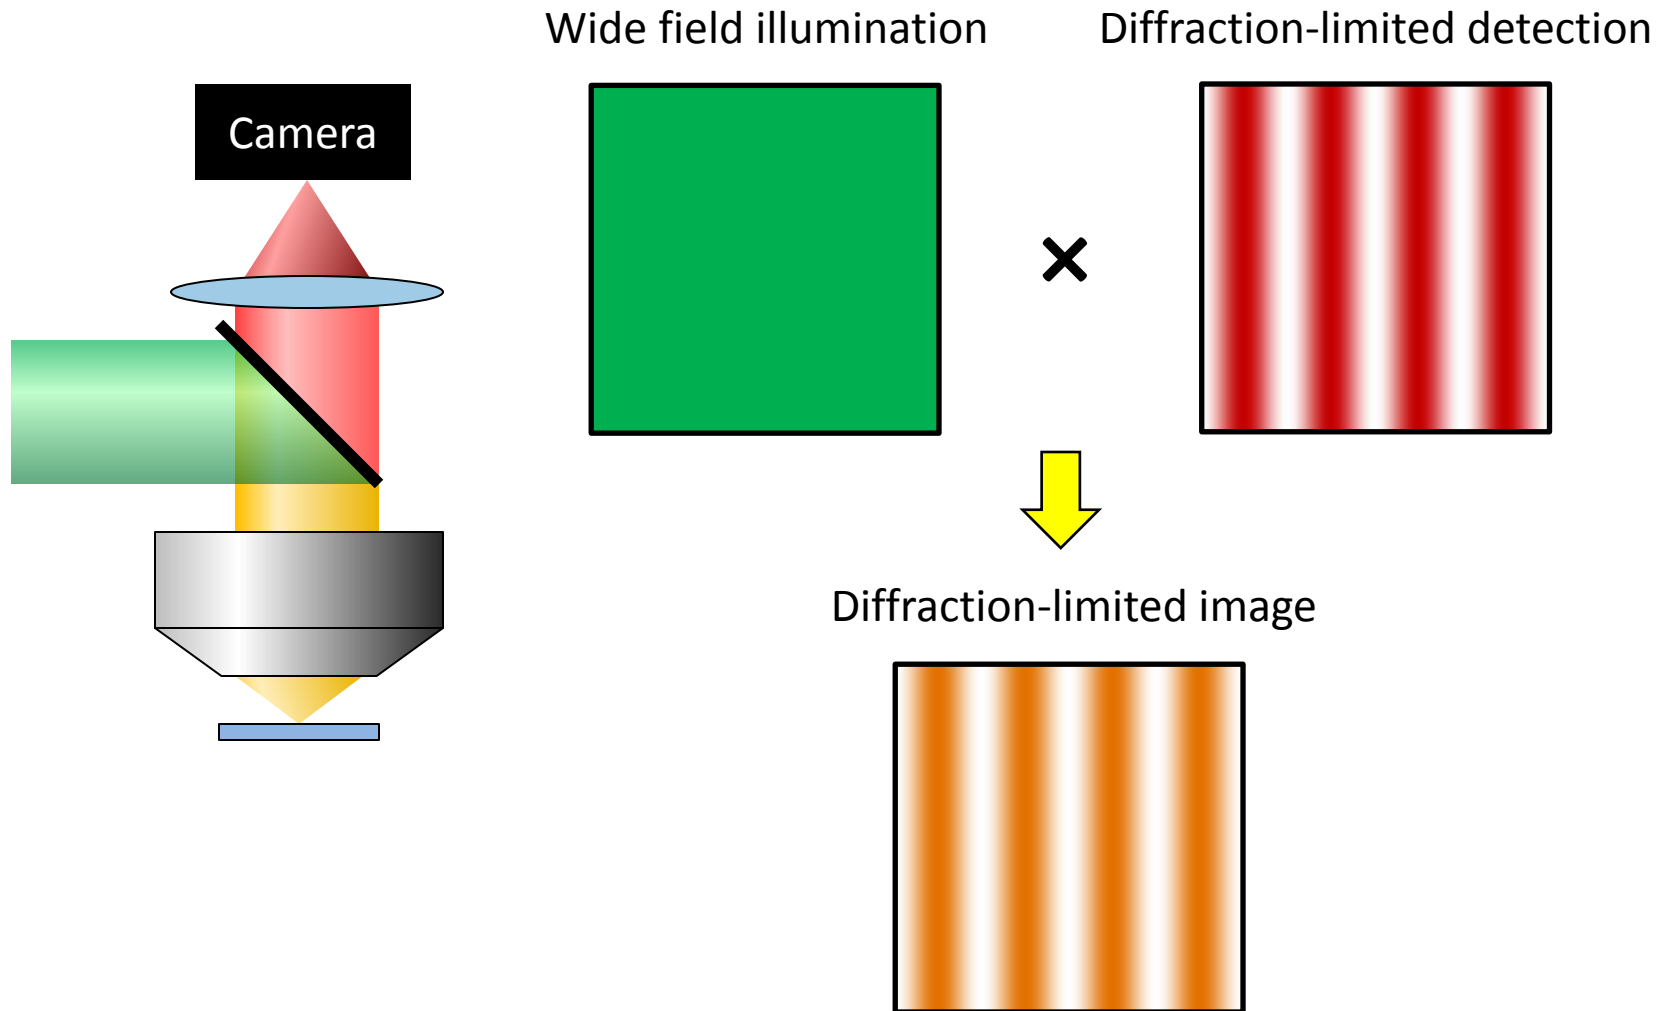 Wide field illumination
Diffraction-limited detection
Camera
Diffraction-limited image